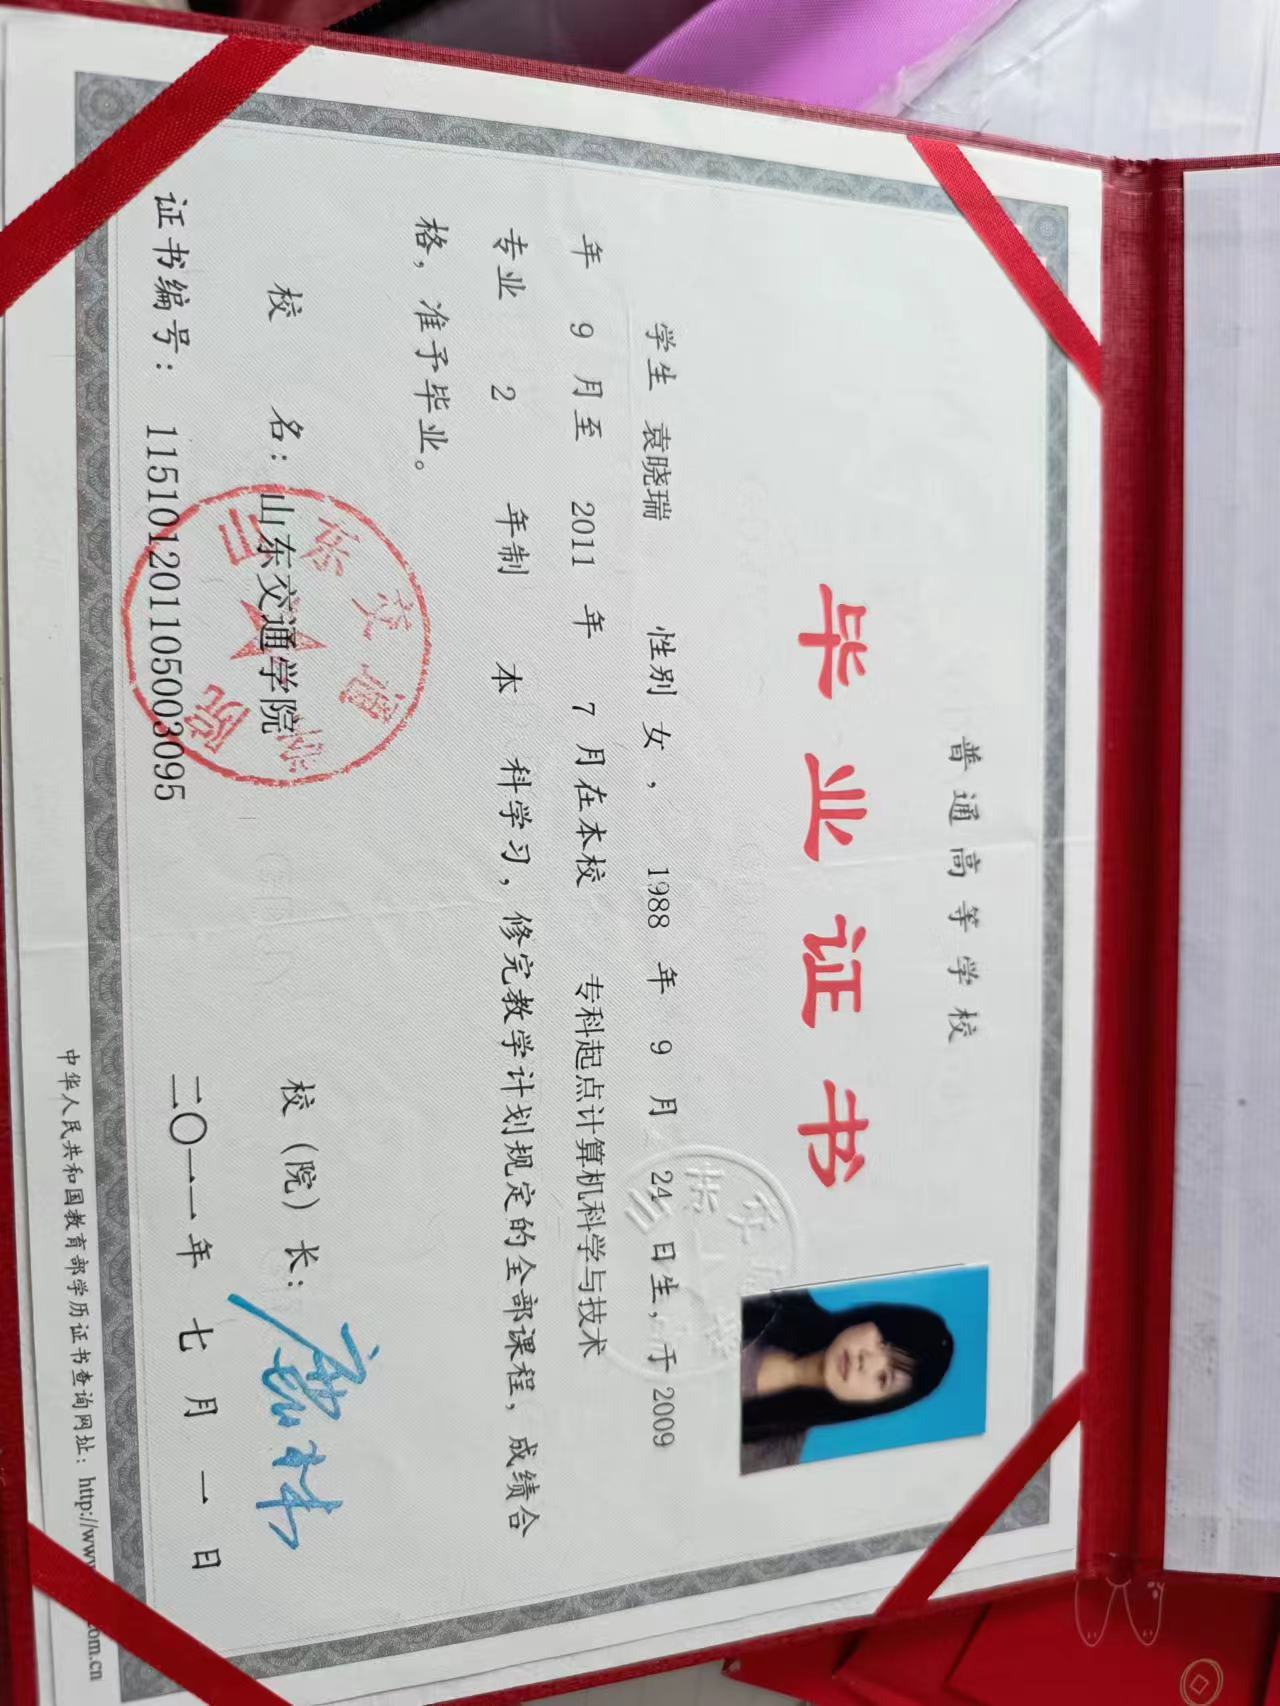 普通高等学校
毕业证书
学生 袁晓瑞 性别 女， 1988 年 9 月 24 日生，于 2009
年 9 月至 2011 年 7 月在本校 专科起点计算机科学与技术
专业 2 年制 本 科学习，修完教学计划规定的全部课程，成绩合
格，准予毕业。
校 名：山东交通学院 校（院）长：
证书编号： 115101201105003095 二〇一一年 七 月 一 日
山东交通学院
中华人民共和国教育部学历证书查询网址：http://www. .com.cn